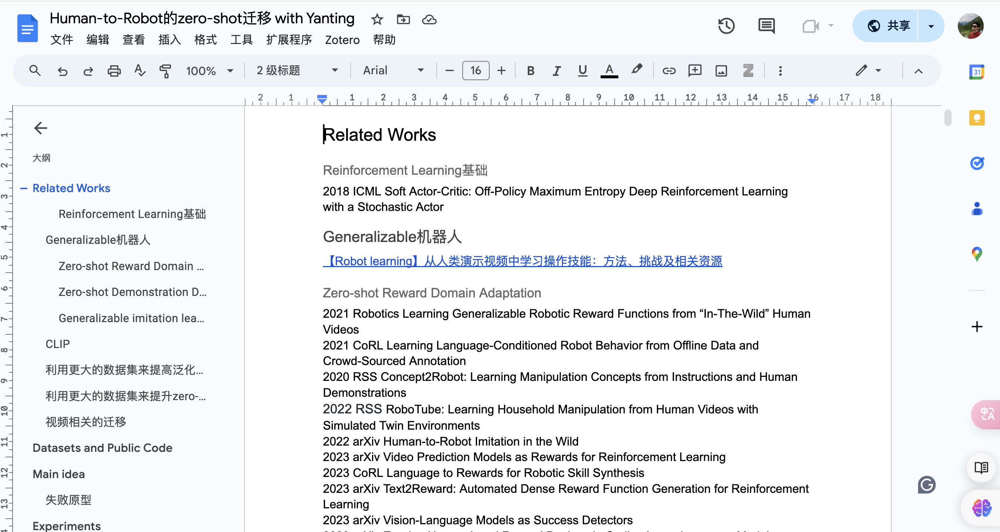 Human-to-Robot的zero-shot迁移 with Yanting
文件 编辑 查看 插入 格式 工具 扩展程序 Zotero 帮助
共享
100% 2 级标题 Arial 16 B I U A
31
2 1 1 2 3 4 5 6 7 8 9 10 11 12 13 14 15 16 17 18
1
2
3
4
5
6
7
8
9
10
11
12
13
大纲
Related Works
Reinforcement Learning基础
Generalizable机器人
Zero-shot Reward Domain ...
Zero-shot Demonstration D...
Generalizable imitation lea...
CLIP
利用更大的数据集来提高泛化...
利用更大的数据集来提升zero-...
视频相关的迁移
Datasets and Public Code
Main idea
失败原型
Experiments
Related Works
Reinforcement Learning基础
2018 ICML Soft Actor-Critic: Off-Policy Maximum Entropy Deep Reinforcement Learning
with a Stochastic Actor
Generalizable机器人
【Robot learning】从人类演示视频中学习操作技能：方法、挑战及相关资源
Zero-shot Reward Domain Adaptation
2021 Robotics Learning Generalizable Robotic Reward Functions from “In-The-Wild” Human
Videos
2021 CoRL Learning Language-Conditioned Robot Behavior from Offline Data and
Crowd-Sourced Annotation
2020 RSS Concept2Robot: Learning Manipulation Concepts from Instructions and Human
Demonstrations
2022 RSS RoboTube: Learning Household Manipulation from Human Videos with
Simulated Twin Environments
2022 arXiv Human-to-Robot Imitation in the Wild
2023 arXiv Video Prediction Models as Rewards for Reinforcement Learning
2023 CoRL Language to Rewards for Robotic Skill Synthesis
2023 arXiv Text2Reward: Automated Dense Reward Function Generation for Reinforcement
Learning
2023 arXiv Vision-Language Models as Success Detectors